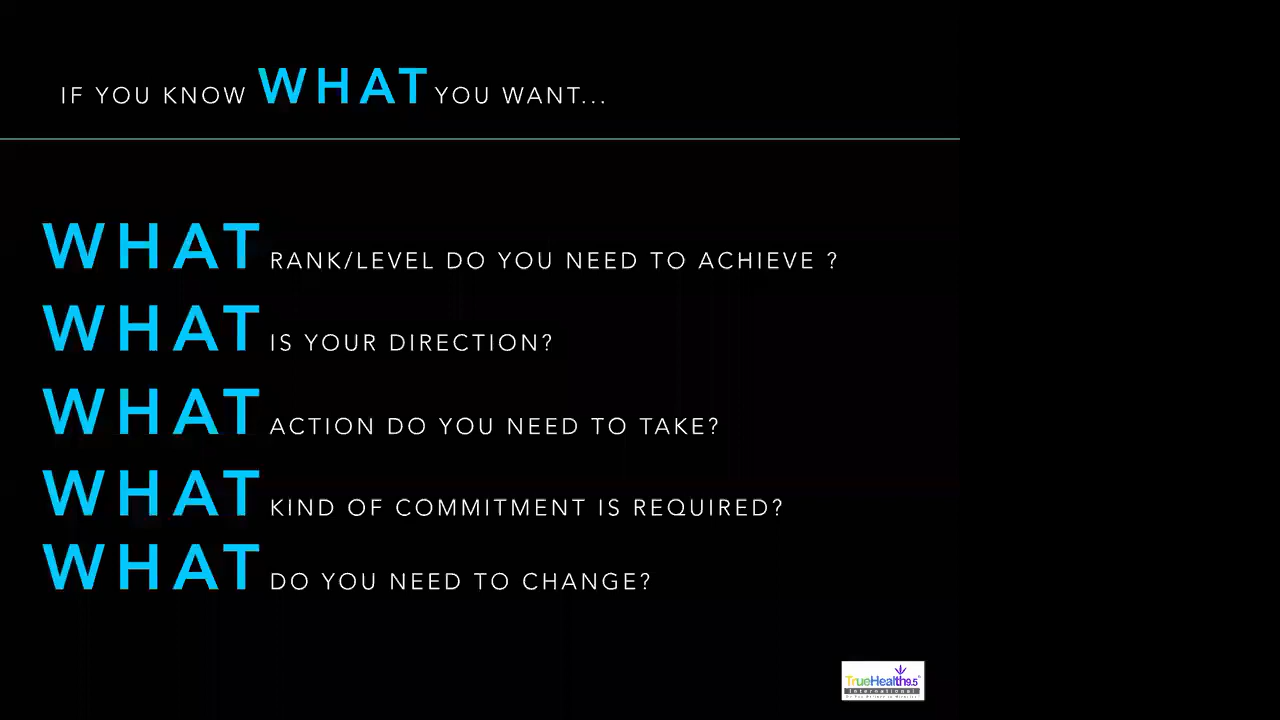 IF YOU KNOW WHAT YOU WANT...
WHAT RANK/LEVEL DO YOU NEED TO ACHIEVE ?
WHAT IS YOUR DIRECTION?
WHAT ACTION DO YOU NEED TO TAKE?
WHAT KIND OF COMMITMENT IS REQUIRED?
WHAT DO YOU NEED TO CHANGE?
TrueHealth9.5
International